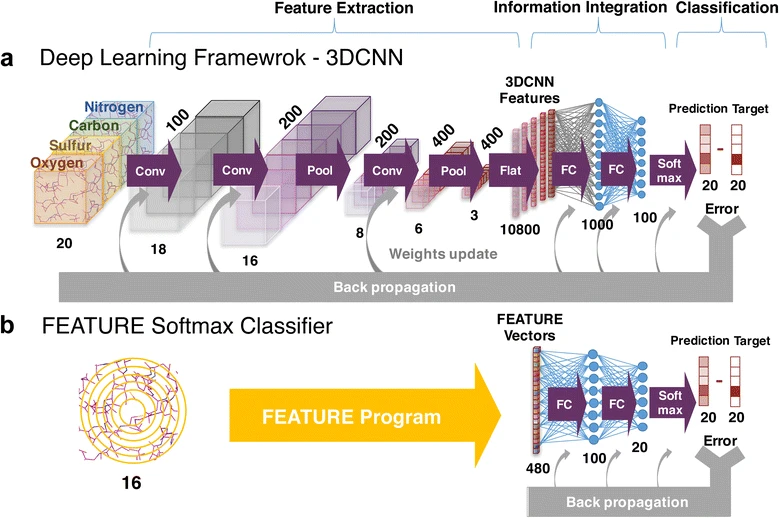 Feature Extraction
Information Integration
Classification
a
Deep Learning Framewrok - 3DCNN
Nitrogen
Carbon
Sulfur
Oxygen
20
Conv
100
18
Conv
200
16
Pool
200
8
Conv
400
6
Pool
400
3
Flat
3DCNN
Features
10800
FC
1000
FC
100
Soft
max
Prediction Target
-
20
20
Error
Weights update
Back propagation
b
FEATURE Softmax Classifier
16
FEATURE Program
FEATURE
Vectors
480
FC
100
FC
20
Soft
max
Prediction Target
-
20
20
Error
Back propagation